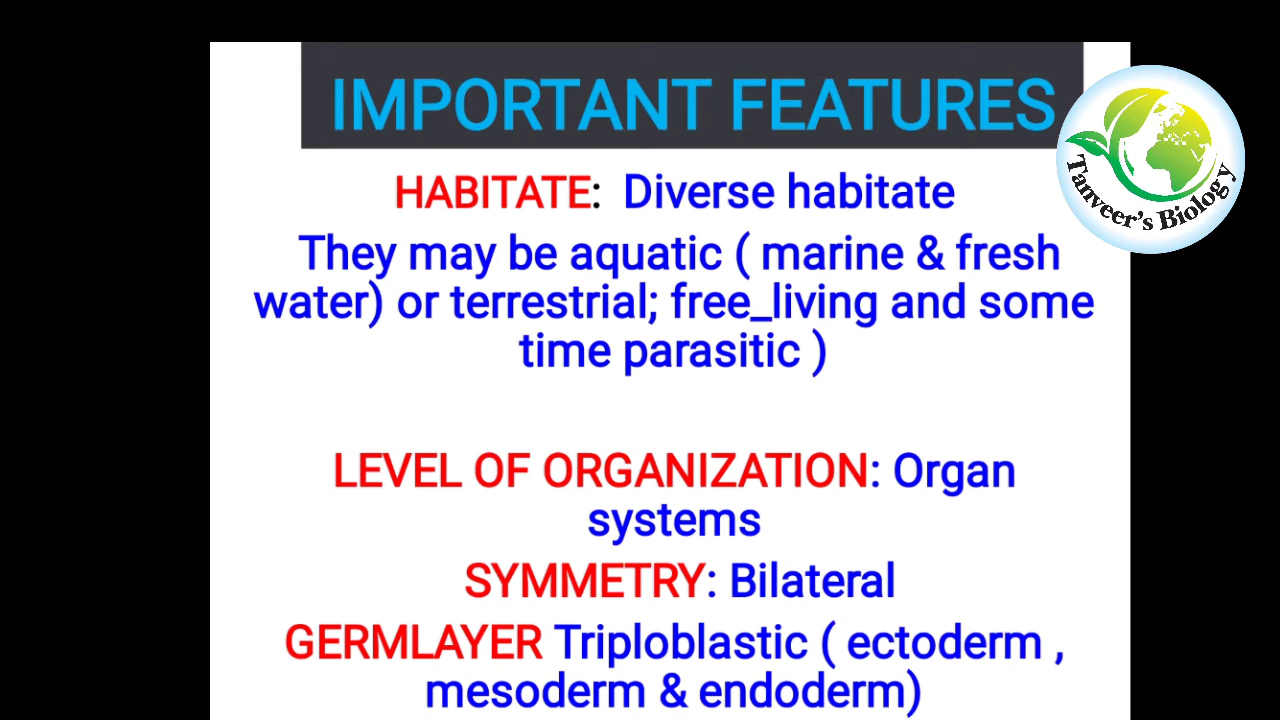 IMPORTANT FEATURES
HABITATE: Diverse habitate
They may be aquatic ( marine & fresh
water) or terrestrial; free_living and some
time parasitic )
LEVEL OF ORGANIZATION: Organ
systems
SYMMETRY: Bilateral
GERMLAYER Triploblastic ( ectoderm ,
mesoderm & endoderm)
Tanveer's Biology